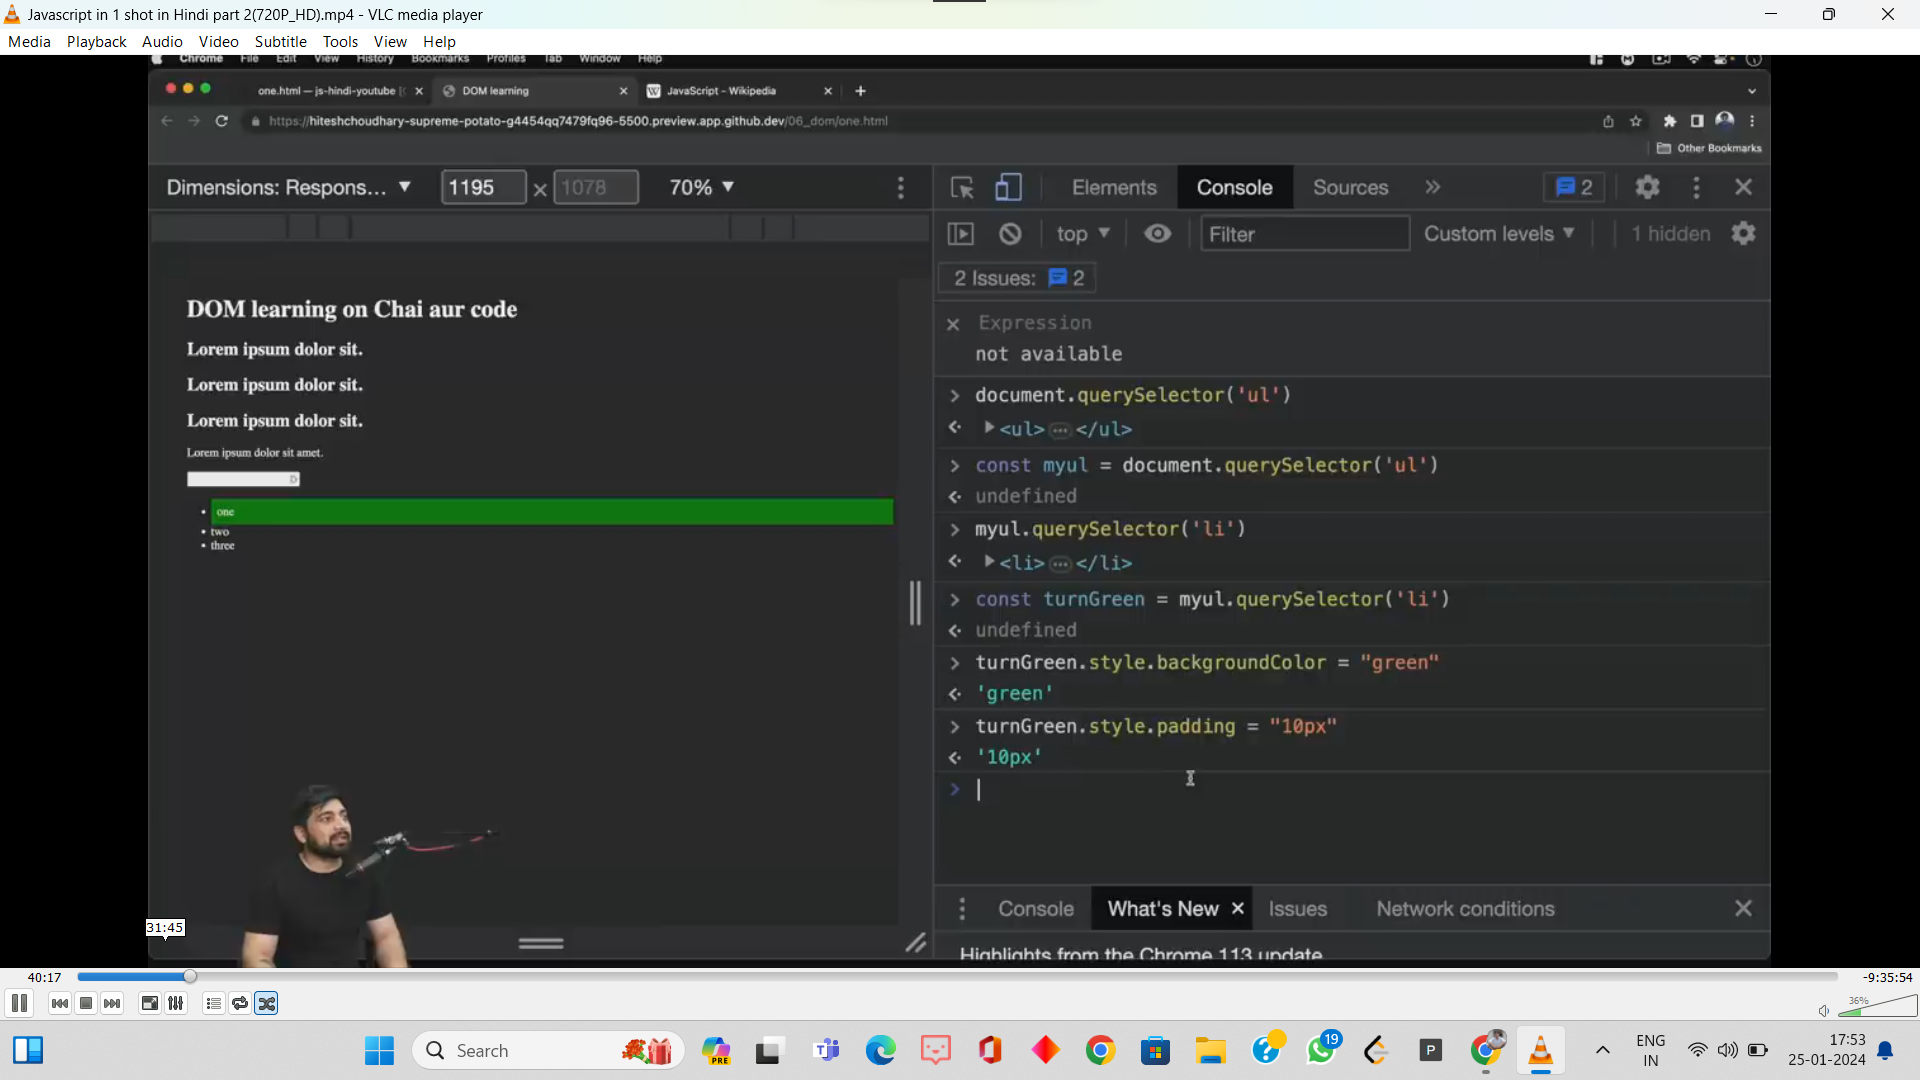 Javascript in 1 shot in Hindi part 2(720P_HD).mp4 - VLC media player
Media Playback Audio Video Subtitle Tools View Help
Chrome File Edit View History Bookmarks Profiles Tab Window Help
one.html — js-hindi-youtube [ DOM learning JavaScript - Wikipedia
https://hiteshchoudhary-supreme-potato-g4454qq7479fq96-5500.preview.app.github.dev/06_dom/one.html
Other Bookmarks
Dimensions: Respons... ▼ 1195 × 1078 70% ▼
Elements Console Sources » 2
top ▼ Filter Custom levels ▼ 1 hidden
2 Issues: 2
DOM learning on Chai aur code
Lorem ipsum dolor sit.
Lorem ipsum dolor sit.
Lorem ipsum dolor sit.
Lorem ipsum dolor sit amet.
• one
• two
• three
× Expression
not available
> document.querySelector('ul')
<ul>…</ul>
> const myul = document.querySelector('ul')
undefined
> myul.querySelector('li')
<li>…</li>
> const turnGreen = myul.querySelector('li')
undefined
> turnGreen.style.backgroundColor = "green"
'green'
> turnGreen.style.padding = "10px"
'10px'
>
Console What's New × Issues Network conditions
Highlights from the Chrome 113 update
31:45
40:17 -9:35:54
36%
Search
PRE
19
P
ENG
IN
17:53
25-01-2024